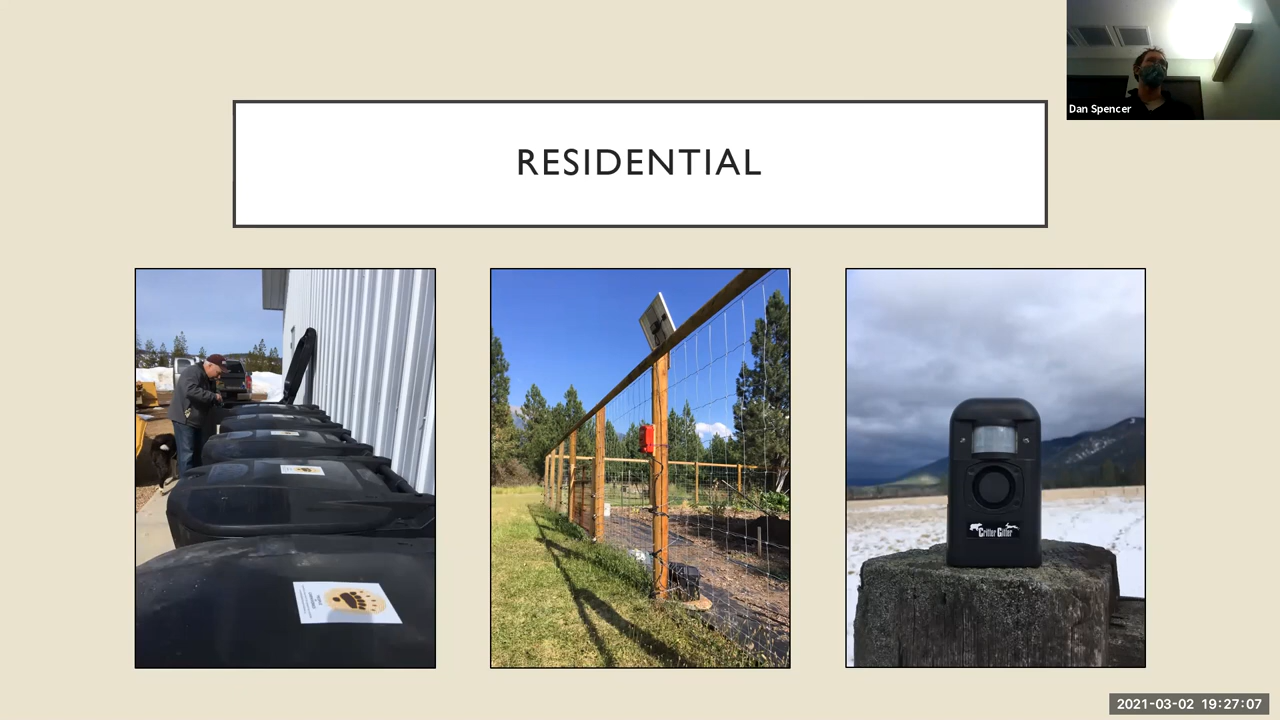 Dan Spencer
RESIDENTIAL
Critter Gitter
2021-03-02 19:27:07